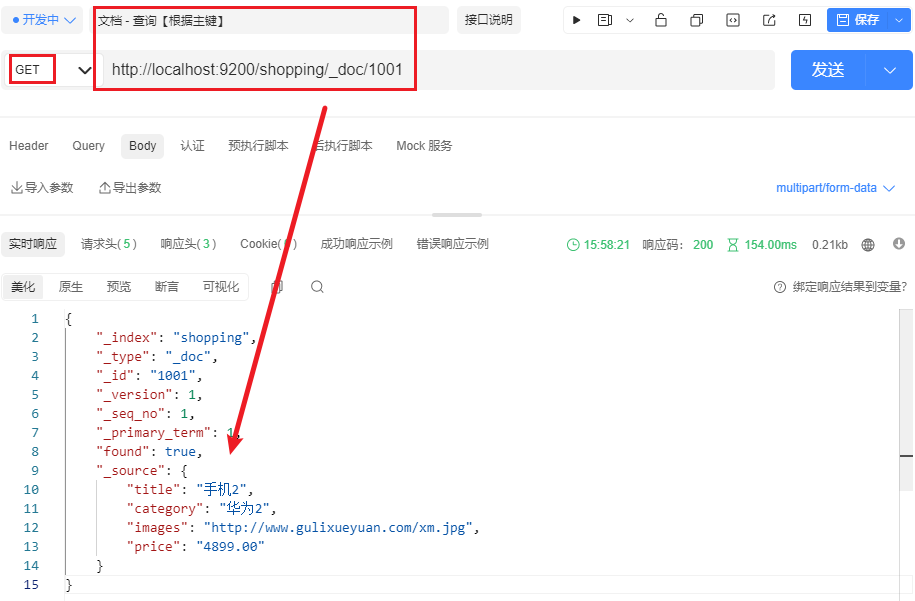 开发中 文档 - 查询【根据主键】 接口说明 保存
GET http://localhost:9200/shopping/_doc/1001 发送
Header Query Body 认证 预执行脚本 后执行脚本 Mock 服务
导入参数 导出参数 multipart/form-data
实时响应 请求头(5) 响应头(3) Cookie( ) 成功响应示例 错误响应示例 15:58:21 响应码： 200 154.00ms 0.21kb
美化 原生 预览 断言 可视化 绑定响应结果到变量?
1 {
2 "_index": "shopping",
3 "_type": "_doc",
4 "_id": "1001",
5 "_version": 1,
6 "_seq_no": 1,
7 "_primary_term": 1,
8 "found": true,
9 "_source": {
10 "title": "手机2",
11 "category": "华为2",
12 "images": "http://www.gulixueyuan.com/xm.jpg",
13 "price": "4899.00"
14 }
15 }